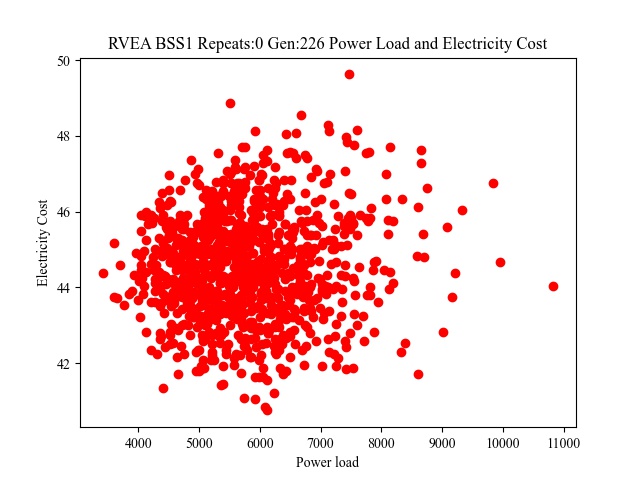 RVEA BSS1 Repeats:0 Gen:226 Power Load and Electricity Cost
50
48
46
44
42
Electricity Cost
4000 5000 6000 7000 8000 9000 10000 11000
Power load